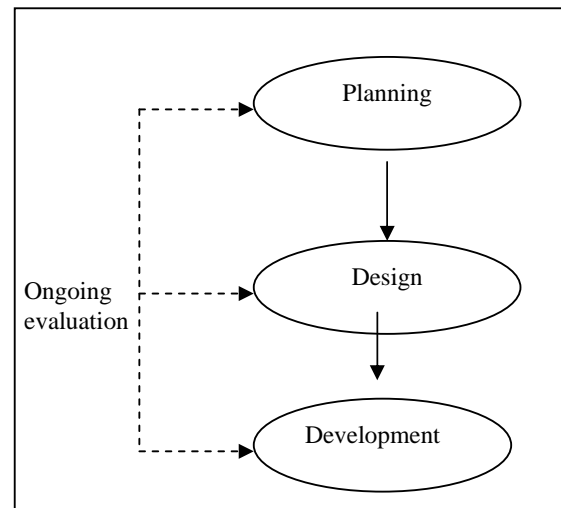 Planning
Design
Ongoing
evaluation
Development